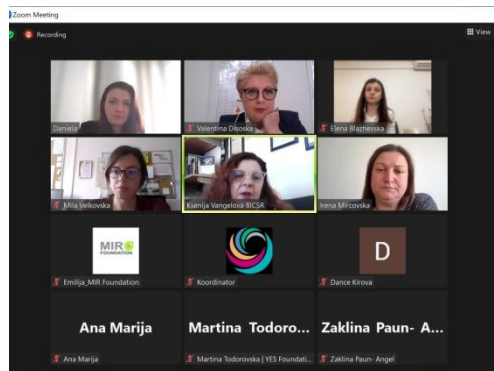 Zoom Meeting
Recording
View
Daniela
Valentina Disoska
Elena Blazhevska
Mila Velkovska
Ksenija Vangelova BICSR
Irena Mircovska
MIR
FOUNDATION
D
Emilija_MIR Foundation
Koordinator
Dance Kirova
Ana Marija
Martina Todoro...
Zaklina Paun- A...
Ana Marija
Martina Todorovska | YES Foundati...
Zaklina Paun- Angel